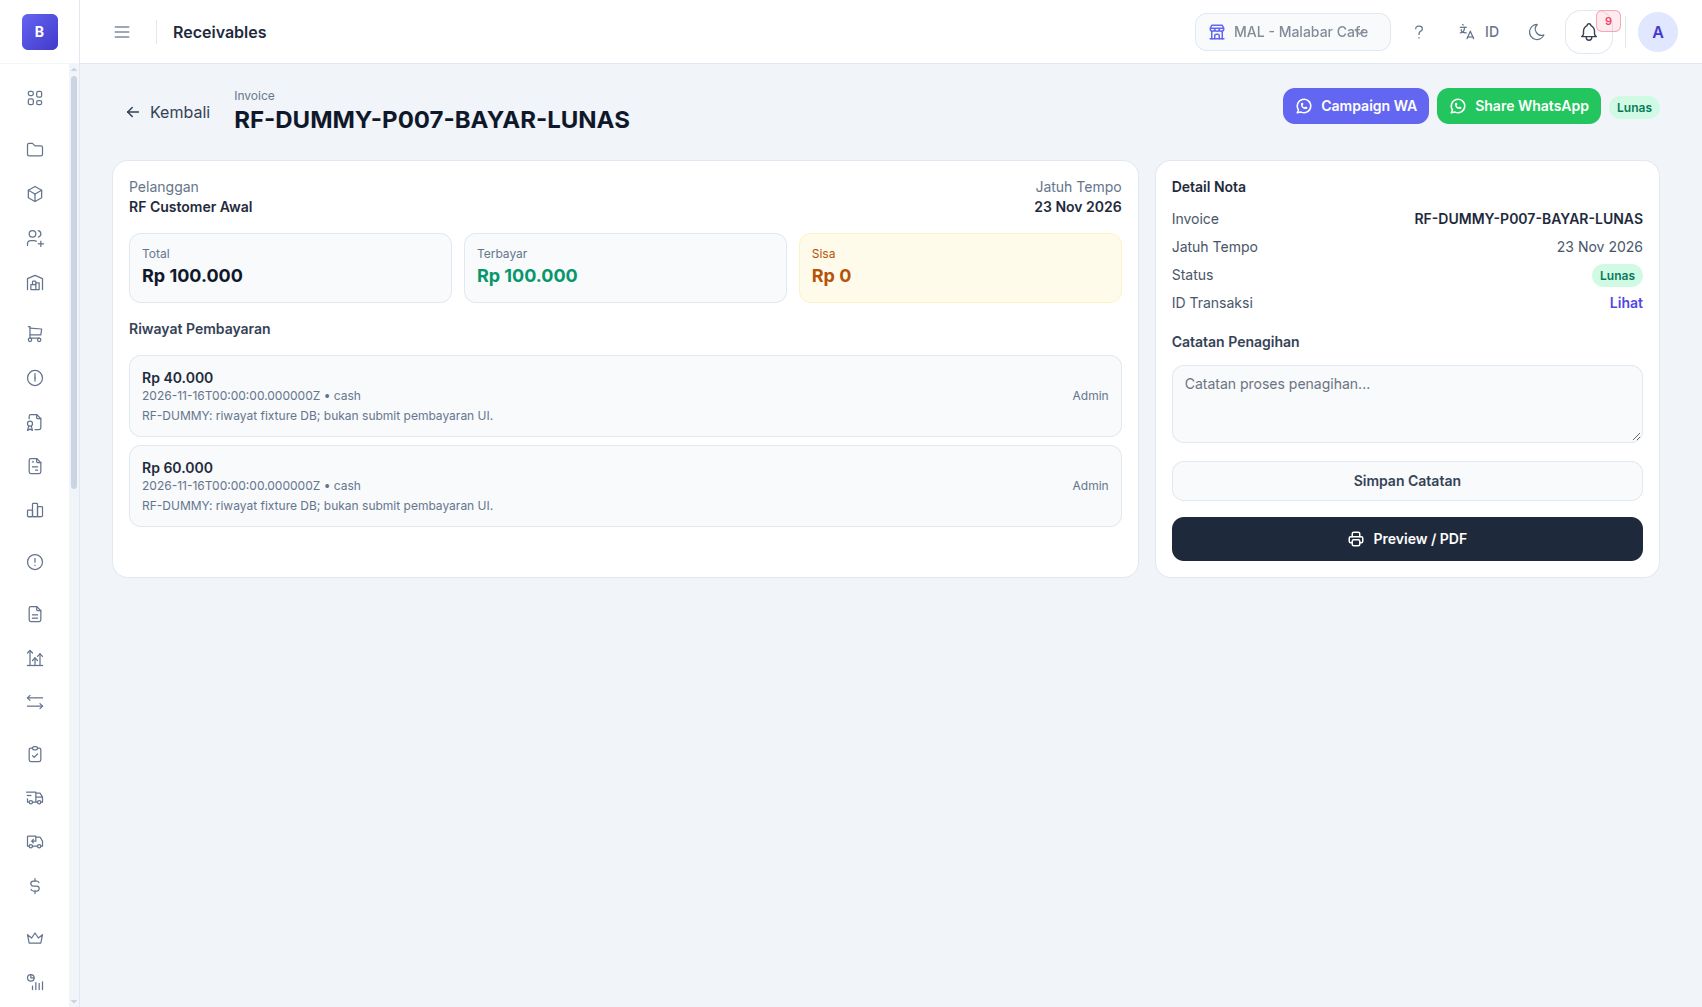 B
Receivables
MAL - Malabar Cafe
?
ID
9
A
Kembali
Invoice
RF-DUMMY-P007-BAYAR-LUNAS
Campaign WA
Share WhatsApp
Lunas
Pelanggan
RF Customer Awal
Jatuh Tempo
23 Nov 2026
Total
Rp 100.000
Terbayar
Rp 100.000
Sisa
Rp 0
Riwayat Pembayaran
Rp 40.000
2026-11-16T00:00:00.000000Z • cash
Admin
RF-DUMMY: riwayat fixture DB; bukan submit pembayaran UI.
Rp 60.000
2026-11-16T00:00:00.000000Z • cash
Admin
RF-DUMMY: riwayat fixture DB; bukan submit pembayaran UI.
Detail Nota
Invoice RF-DUMMY-P007-BAYAR-LUNAS
Jatuh Tempo 23 Nov 2026
Status Lunas
ID Transaksi Lihat
Catatan Penagihan
Catatan proses penagihan...
Simpan Catatan
Preview / PDF